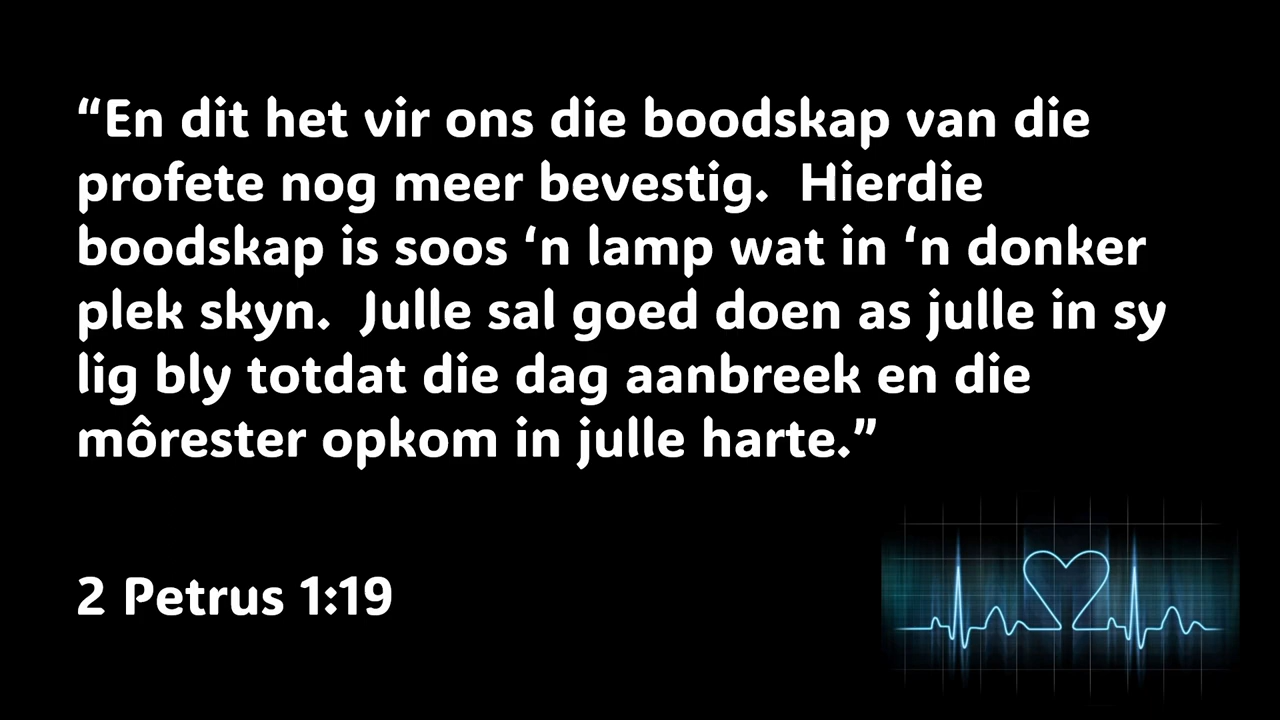 “En dit het vir ons die boodskap van die
profete nog meer bevestig.  Hierdie
boodskap is soos ‘n lamp wat in ‘n donker
plek skyn.  Julle sal goed doen as julle in sy
lig bly totdat die dag aanbreek en die
môrester opkom in julle harte.”
2 Petrus 1:19